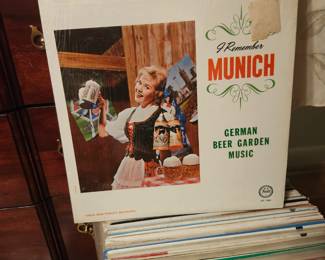 I Remember
MUNICH
GERMAN
BEER GARDEN
MUSIC